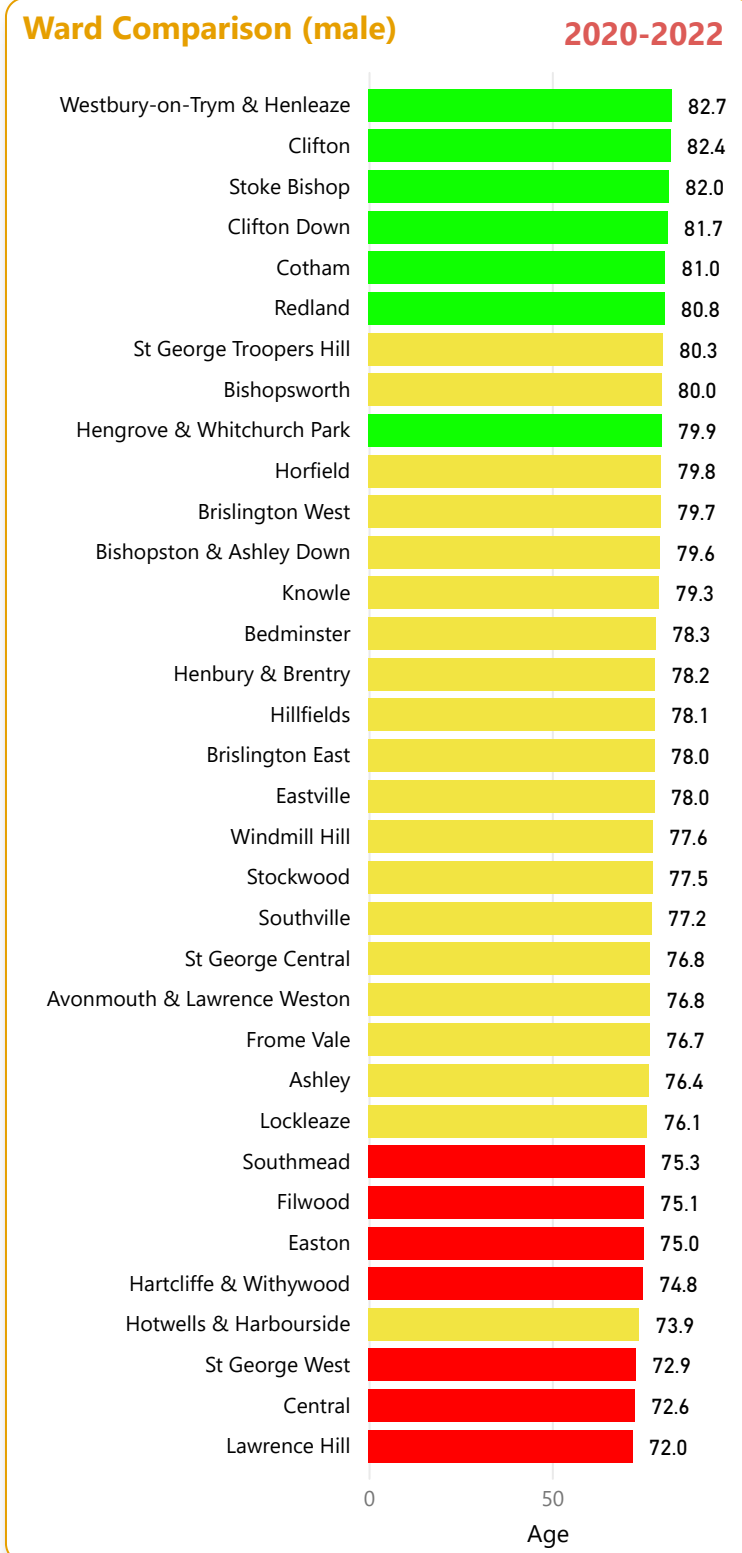 Ward Comparison (male) 2020-2022
Westbury-on-Trym & Henleaze 82.7
Clifton 82.4
Stoke Bishop 82.0
Clifton Down 81.7
Cotham 81.0
Redland 80.8
St George Troopers Hill 80.3
Bishopsworth 80.0
Hengrove & Whitchurch Park 79.9
Horfield 79.8
Brislington West 79.7
Bishopston & Ashley Down 79.6
Knowle 79.3
Bedminster 78.3
Henbury & Brentry 78.2
Hillfields 78.1
Brislington East 78.0
Eastville 78.0
Windmill Hill 77.6
Stockwood 77.5
Southville 77.2
St George Central 76.8
Avonmouth & Lawrence Weston 76.8
Frome Vale 76.7
Ashley 76.4
Lockleaze 76.1
Southmead 75.3
Filwood 75.1
Easton 75.0
Hartcliffe & Withywood 74.8
Hotwells & Harbourside 73.9
St George West 72.9
Central 72.6
Lawrence Hill 72.0
0 50
Age